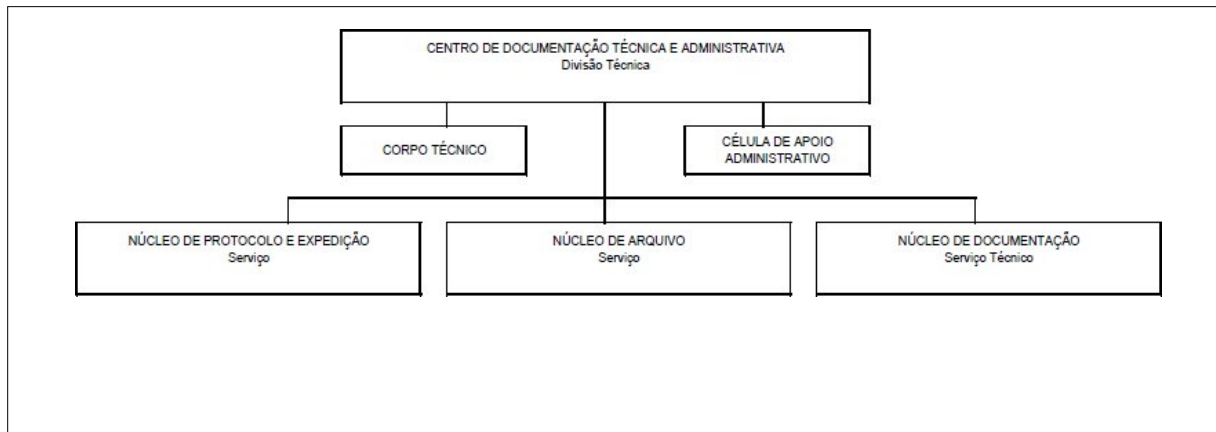 CENTRO DE DOCUMENTAÇÃO TÉCNICA E ADMINISTRATIVA
Divisão Técnica
CORPO TÉCNICO
CÉLULA DE APOIO
ADMINISTRATIVO
NÚCLEO DE PROTOCOLO E EXPEDIÇÃO
Serviço
NÚCLEO DE ARQUIVO
Serviço
NÚCLEO DE DOCUMENTAÇÃO
Serviço Técnico